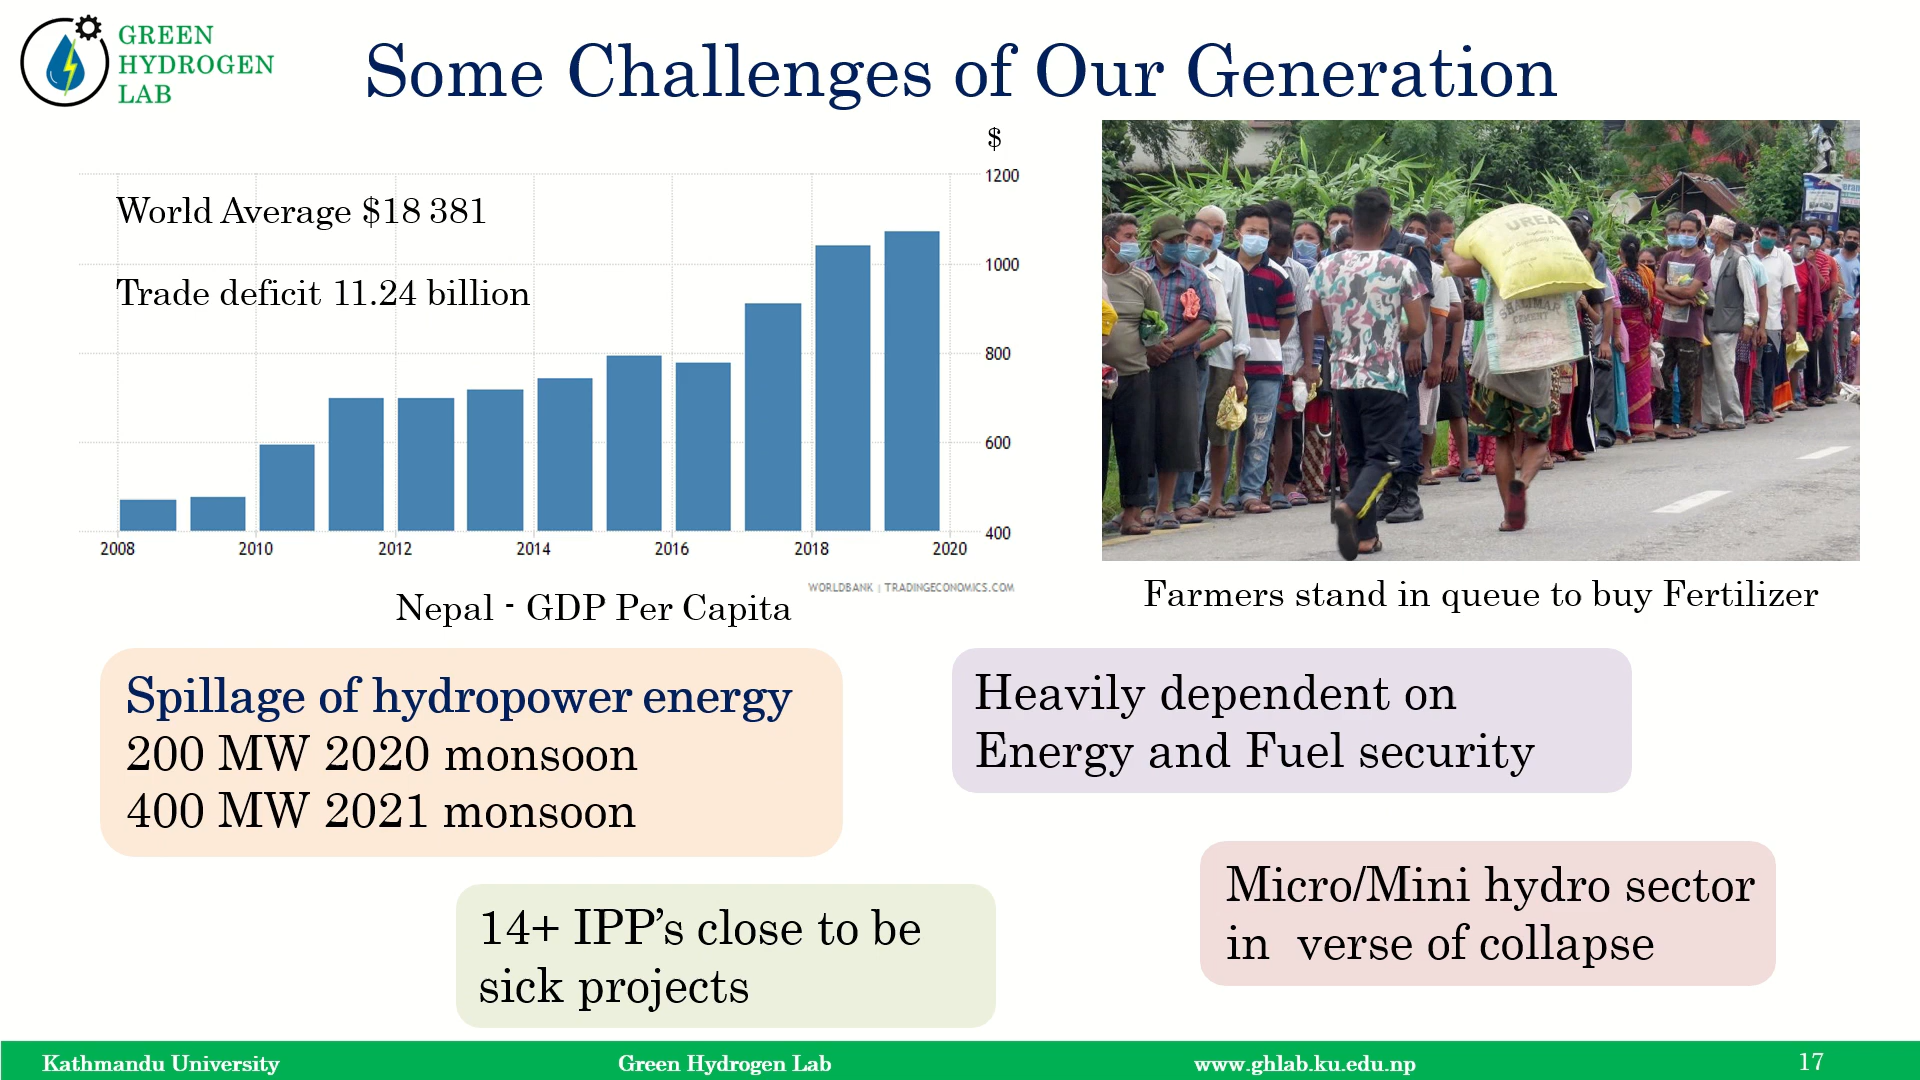 GREEN
HYDROGEN
LAB
Some Challenges of Our Generation
$
1200
1000
800
600
400
World Average $18 381
Trade deficit 11.24 billion
2008 2010 2012 2014 2016 2018 2020
WORLDBANK | TRADINGECONOMICS.COM
Nepal - GDP Per Capita
UREA
SHALIMAR
CEMENT
Farmers stand in queue to buy Fertilizer
Spillage of hydropower energy
200 MW 2020 monsoon
400 MW 2021 monsoon
Heavily dependent on
Energy and Fuel security
14+ IPP’s close to be
sick projects
Micro/Mini hydro sector
in verse of collapse
Kathmandu University Green Hydrogen Lab www.ghlab.ku.edu.np 17